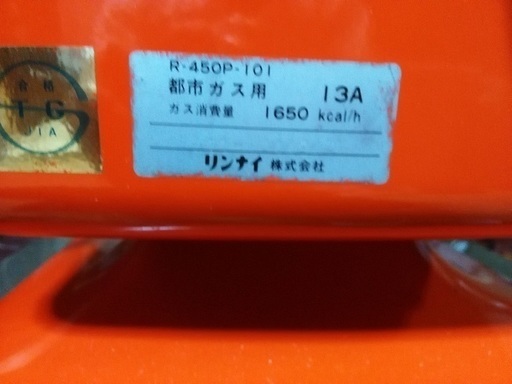 R-450P-101
都市ガス用 13A
ガス消費量 1650 kcal/h
リンナイ 株式会社
合格
TG
JIA